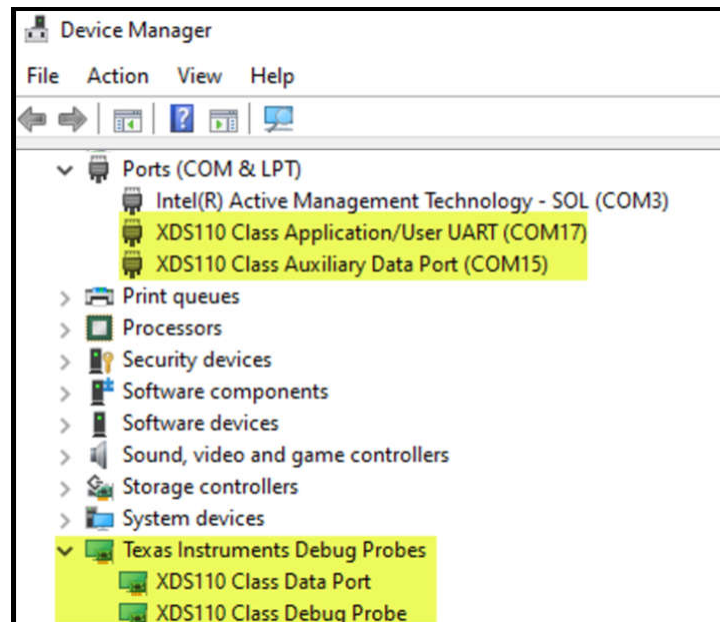 Device Manager
File Action View Help
Ports (COM & LPT)
Intel(R) Active Management Technology - SOL (COM3)
XDS110 Class Application/User UART (COM17)
XDS110 Class Auxiliary Data Port (COM15)
Print queues
Processors
Security devices
Software components
Software devices
Sound, video and game controllers
Storage controllers
System devices
Texas Instruments Debug Probes
XDS110 Class Data Port
XDS110 Class Debug Probe